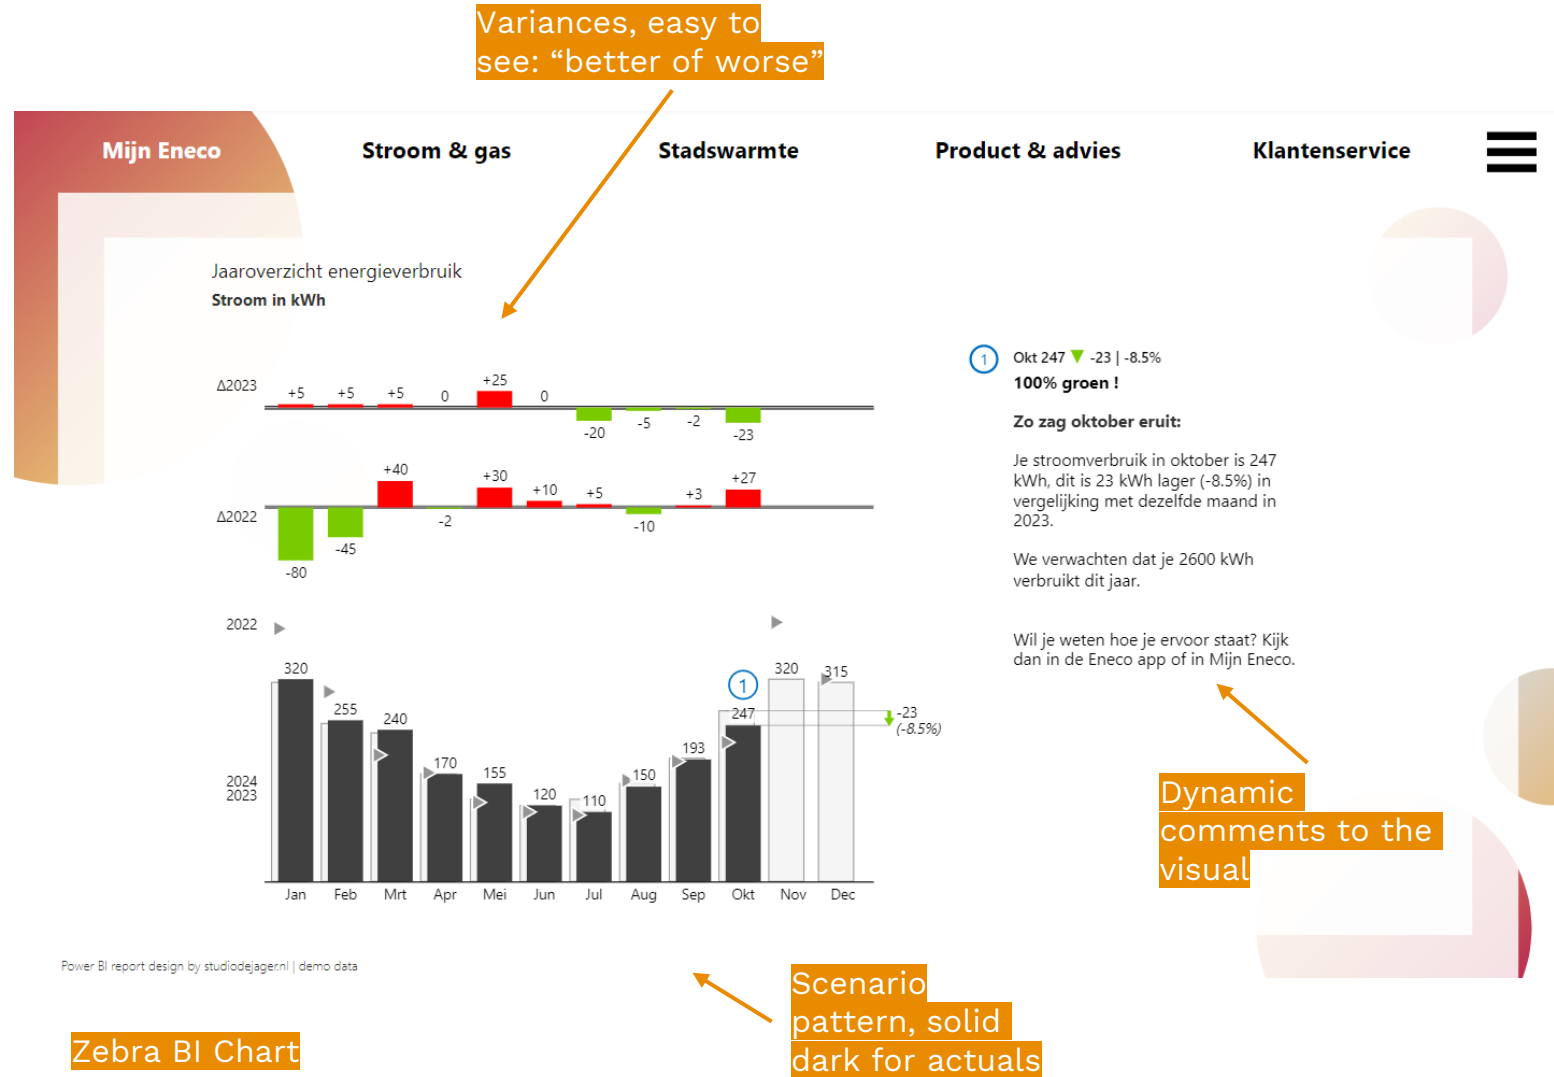 Variances, easy to
see: “better of worse”
Mijn Eneco
Stroom & gas
Stadswarmte
Product & advies
Klantenservice
Jaaroverzicht energieverbruik
Stroom in kWh
Δ2023
+5
+5
+5
0
+25
0
-20
-5
-2
-23
Δ2022
-80
-45
+40
-2
+30
+10
+5
-10
+3
+27
2022
2024
2023
320
255
240
170
155
120
110
150
193
1
247
320
315
-23
(-8.5%)
Jan
Feb
Mrt
Apr
Mei
Jun
Jul
Aug
Sep
Okt
Nov
Dec
1
Okt 247 ▼ -23 | -8.5%
100% groen !
Zo zag oktober eruit:
Je stroomverbruik in oktober is 247
kWh, dit is 23 kWh lager (-8.5%) in
vergelijking met dezelfde maand in
2023.
We verwachten dat je 2600 kWh
verbruikt dit jaar.
Wil je weten hoe je ervoor staat? Kijk
dan in de Eneco app of in Mijn Eneco.
Dynamic
comments to the
visual
Power BI report design by studiodejager.nl | demo data
Scenario
pattern, solid
dark for actuals
Zebra BI Chart